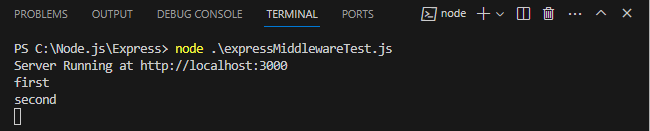 PROBLEMS OUTPUT DEBUG CONSOLE TERMINAL PORTS node
PS C:\Node.js\Express> node .\expressMiddlewareTest.js
Server Running at http://localhost:3000
first
second